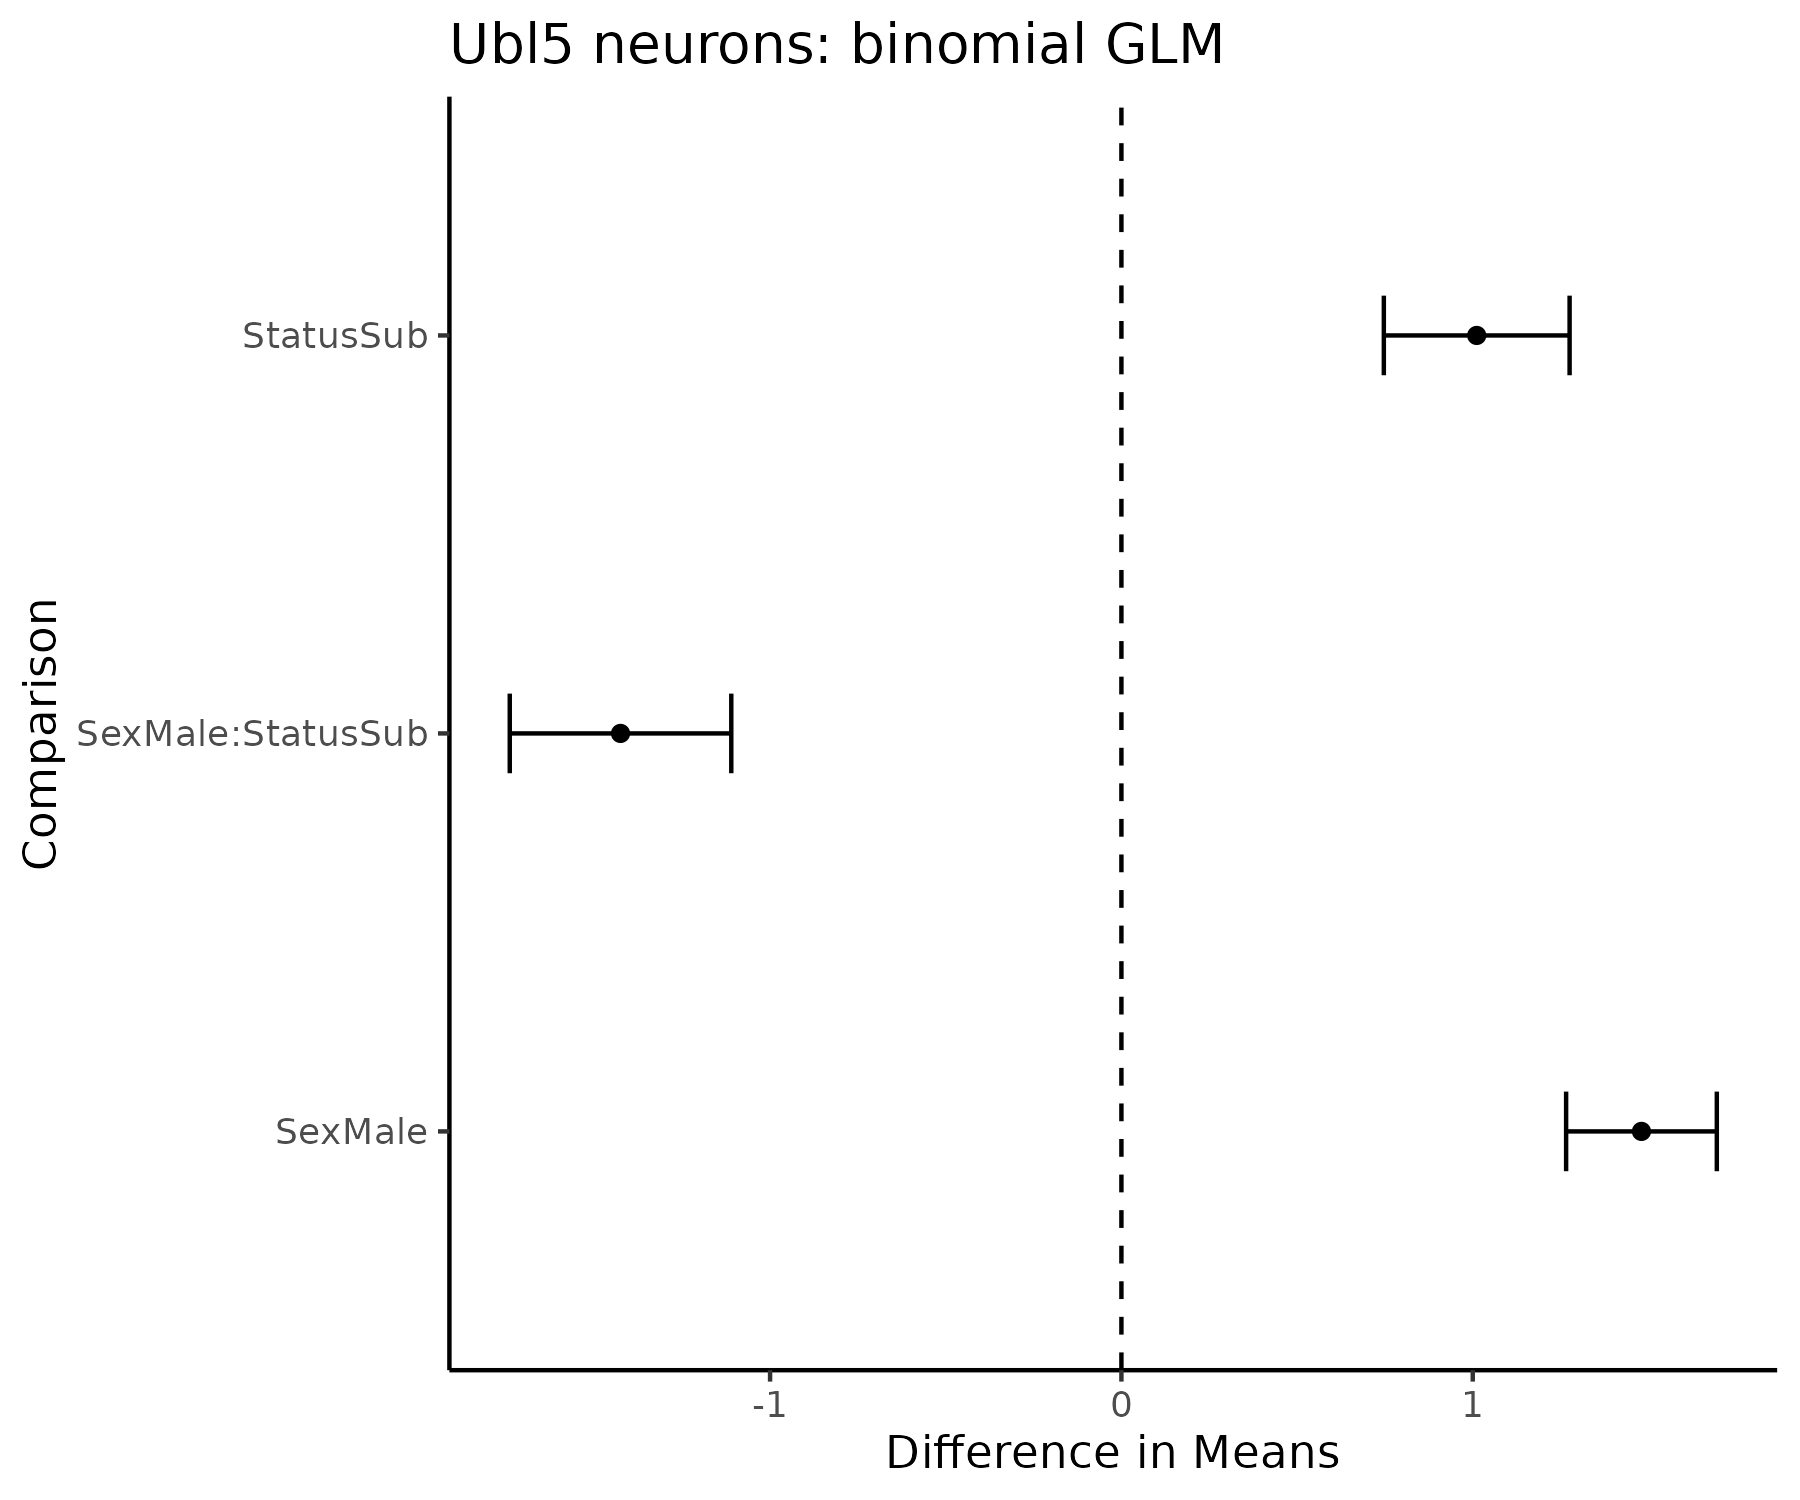 Ubl5 neurons: binomial GLM
Comparison
StatusSub
SexMale:StatusSub
SexMale
-1 0 1
Difference in Means